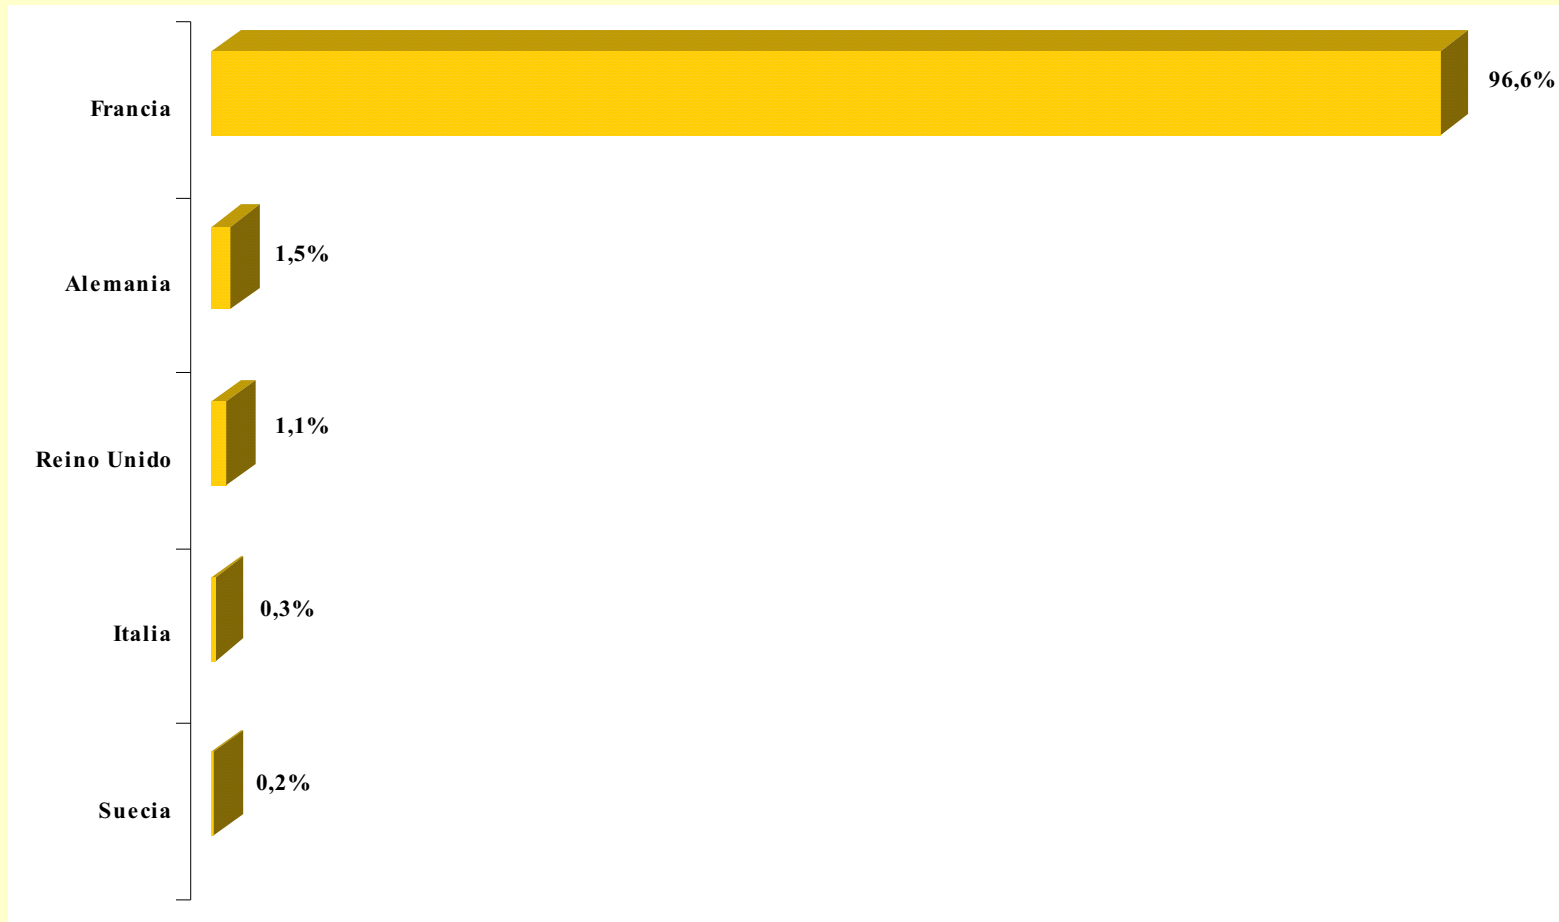 Francia 96,6%
Alemania 1,5%
Reino Unido 1,1%
Italia 0,3%
Suecia 0,2%